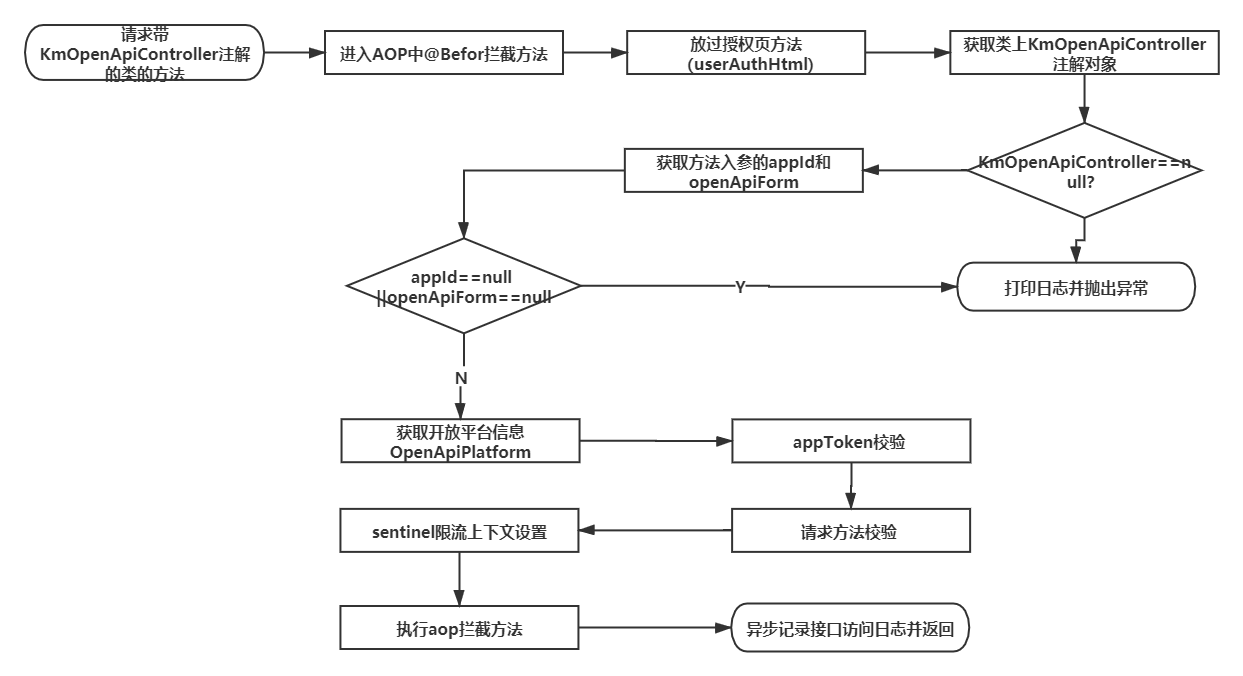 请求带
KmOpenApiController注解
的类的方法
进入AOP中@Befor拦截方法
放过授权页方法
(userAuthHtml)
获取类上KmOpenApiController
注解对象
KmOpenApiController==n
ull?
获取方法入参的appId和
openApiForm
appId==null
||openApiForm==null
Y
打印日志并抛出异常
N
获取开放平台信息
OpenApiPlatform
appToken校验
sentinel限流上下文设置
请求方法校验
执行aop拦截方法
异步记录接口访问日志并返回